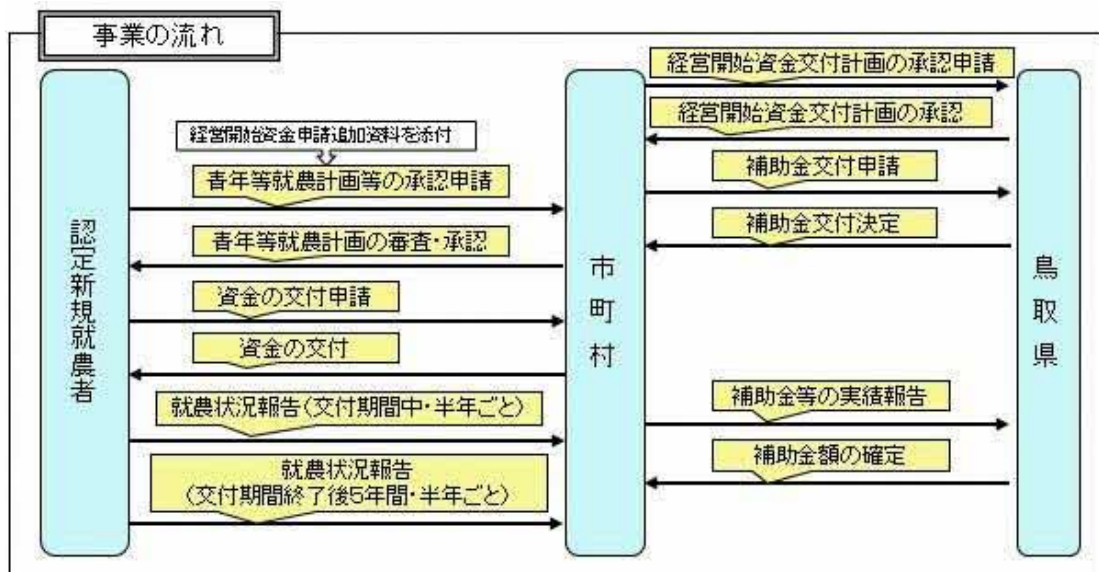 事業の流れ
認定新規就農者
経営開始資金申請追加資料を添付
青年等就農計画等の承認申請
青年等就農計画の審査・承認
資金の交付申請
資金の交付
就農状況報告(交付期間中・半年ごと)
就農状況報告
(交付期間終了後5年間・半年ごと)
市町村
経営開始資金交付計画の承認申請
経営開始資金交付計画の承認
補助金交付申請
補助金交付決定
補助金等の実績報告
補助金額の確定
鳥取県